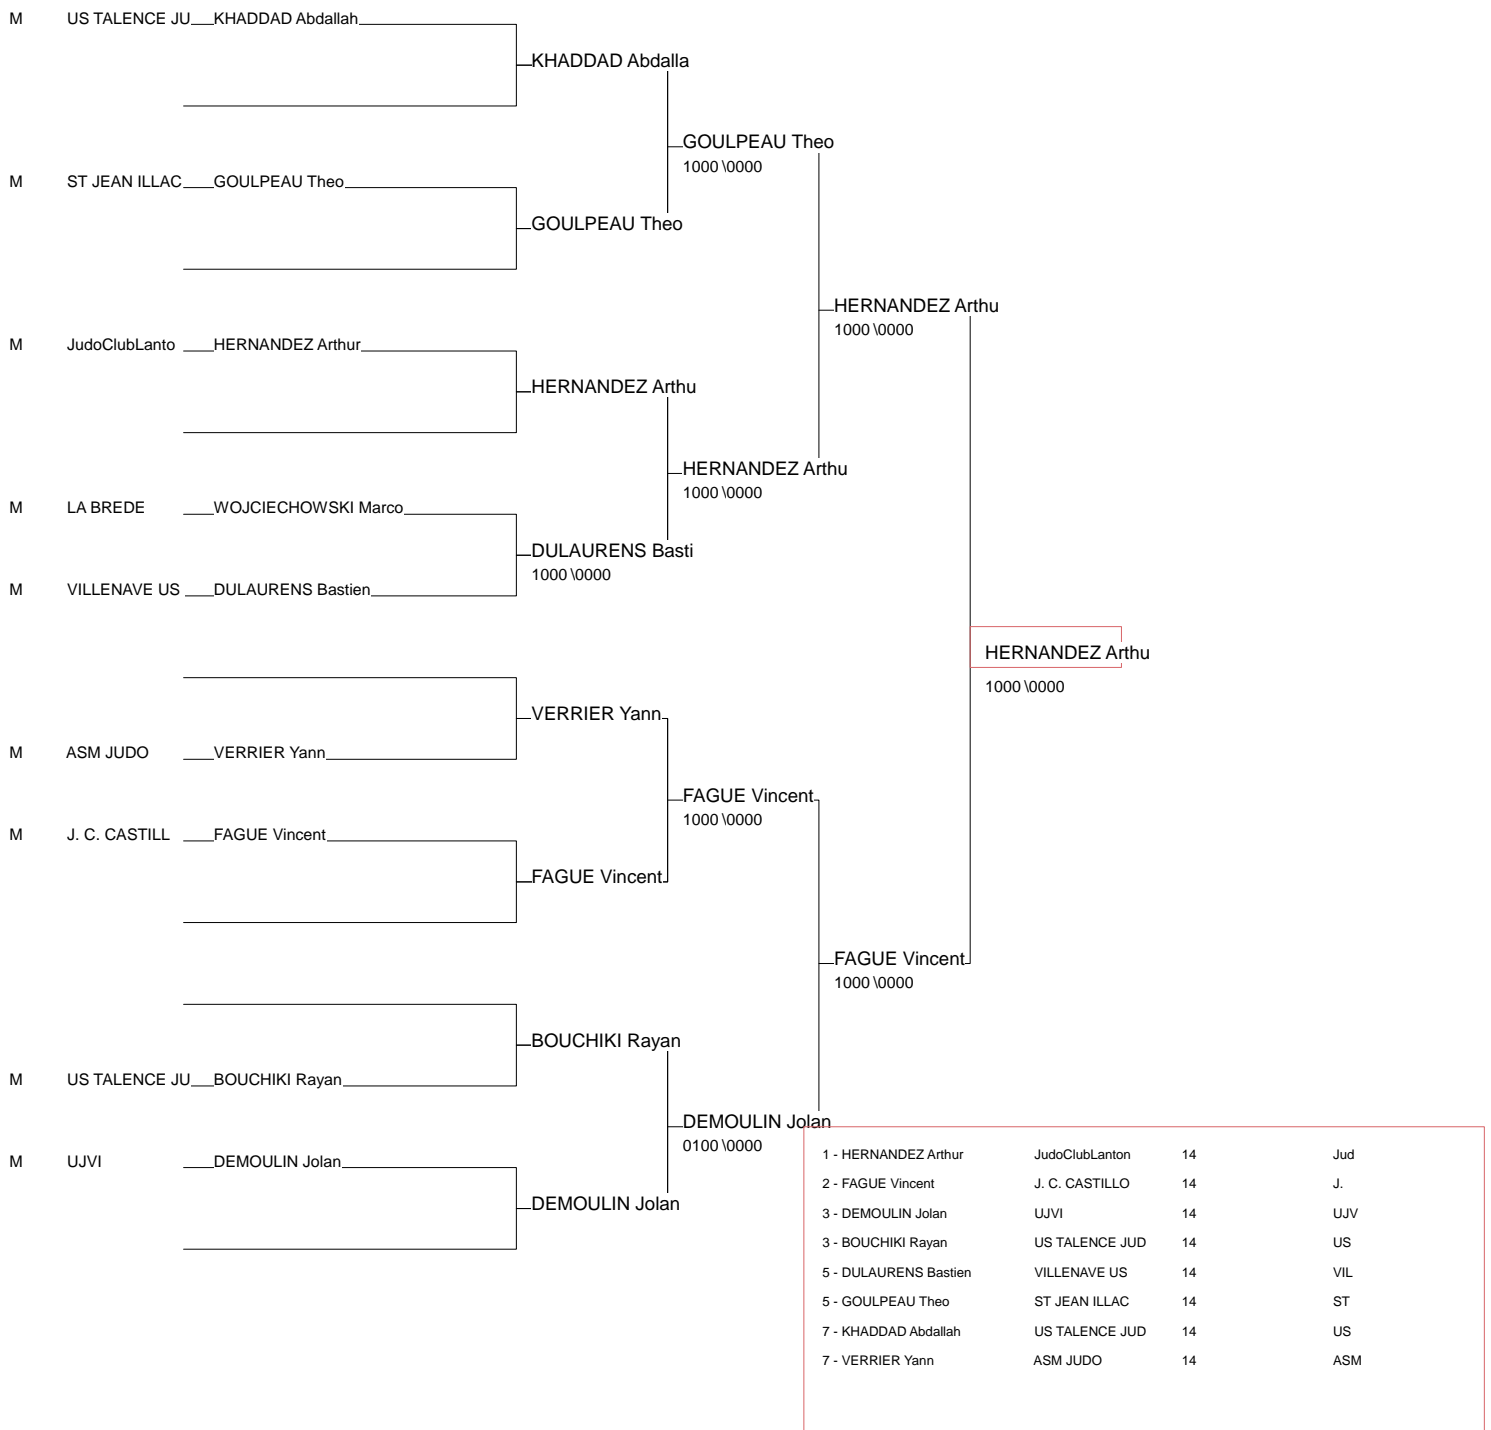 M US TALENCE JU KHADDAD Abdallah
KHADDAD Abdalla
GOULPEAU Theo
1000 \0000
M ST JEAN ILLAC GOULPEAU Theo
GOULPEAU Theo
HERNANDEZ Arthu
1000 \0000
M JudoClubLanto HERNANDEZ Arthur
HERNANDEZ Arthu
HERNANDEZ Arthu
1000 \0000
M LA BREDE WOJCIECHOWSKI Marco
DULAURENS Basti
1000 \0000
M VILLENAVE US DULAURENS Bastien
HERNANDEZ Arthu
1000 \0000
VERRIER Yann
M ASM JUDO VERRIER Yann
FAGUE Vincent
1000 \0000
M J. C. CASTILL FAGUE Vincent
FAGUE Vincent
FAGUE Vincent
1000 \0000
BOUCHIKI Rayan
M US TALENCE JU BOUCHIKI Rayan
DEMOULIN Jolan
0100 \0000
M UJVI DEMOULIN Jolan
DEMOULIN Jolan
1 - HERNANDEZ Arthur JudoClubLanton 14 Jud
2 - FAGUE Vincent J. C. CASTILLO 14 J.
3 - DEMOULIN Jolan UJVI 14 UJV
3 - BOUCHIKI Rayan US TALENCE JUD 14 US
5 - DULAURENS Bastien VILLENAVE US 14 VIL
5 - GOULPEAU Theo ST JEAN ILLAC 14 ST
7 - KHADDAD Abdallah US TALENCE JUD 14 US
7 - VERRIER Yann ASM JUDO 14 ASM